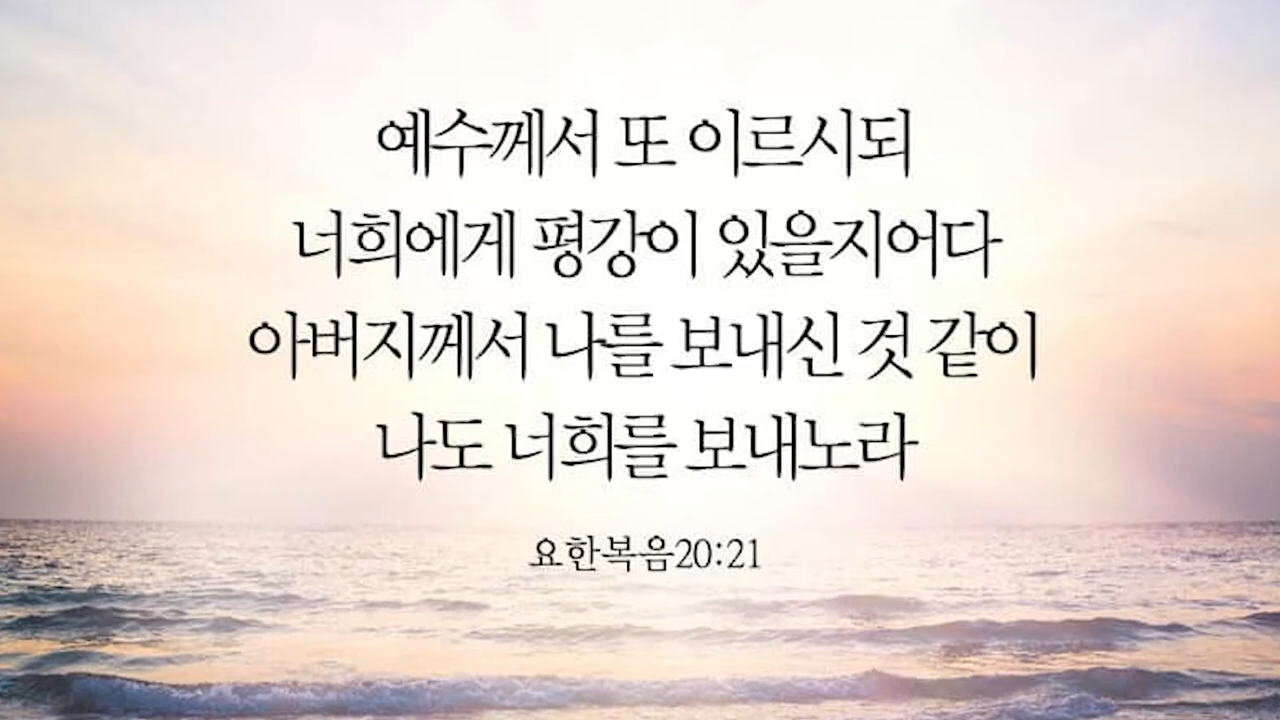 예수께서 또 이르시되
너희에게 평강이 있을지어다
아버지께서 나를 보내신 것 같이
나도 너희를 보내노라
요한복음20:21